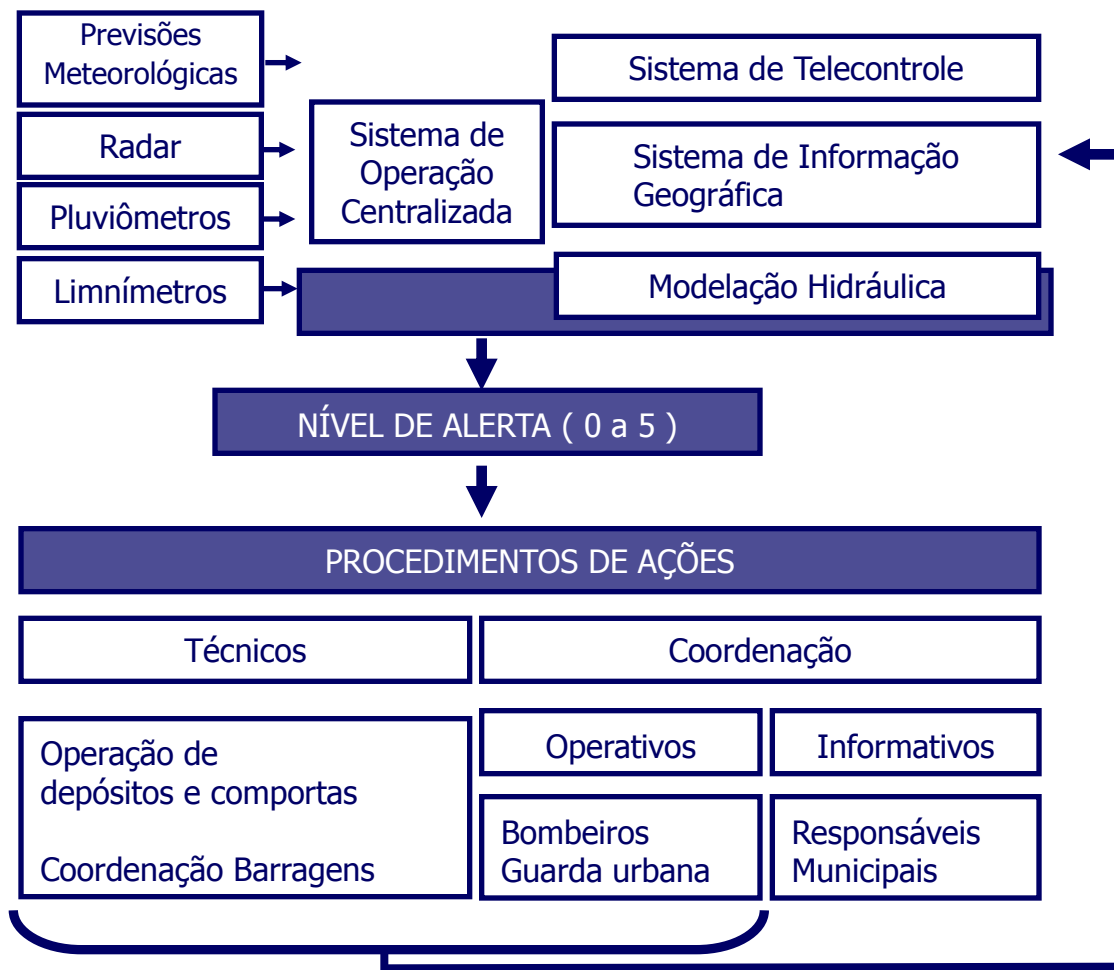 Previsões
Meteorológicas
Radar
Pluviômetros
Limnímetros
Sistema de
Operação
Centralizada
Sistema de Telecontrole
Sistema de Informação
Geográfica
Modelação Hidráulica
NÍVEL DE ALERTA ( 0 a 5 )
PROCEDIMENTOS DE AÇÕES
Técnicos
Coordenação
Operação de
depósitos e comportas
Coordenação Barragens
Operativos
Informativos
Bombeiros
Guarda urbana
Responsáveis
Municipais